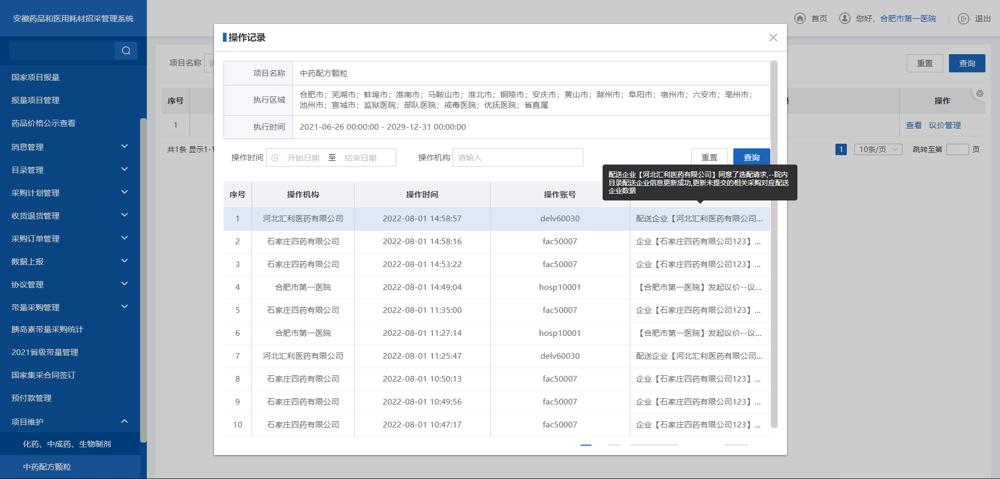 安徽药品和医用耗材招采管理系统
首页
您好，合肥市第一医院
退出
国家项目报量
报量项目管理
药品价格公示查看
消息管理
目录管理
采购计划管理
收货退货管理
采购订单管理
数据上报
协议管理
带量采购管理
胰岛素带量采购统计
2021省级带量管理
国家集采合同签订
预付款管理
项目维护
化药、中成药、生物制剂
中药配方颗粒
项目名称
重置
查询
序号
操作
1
查看 议价管理
共1条 显示1-1
1
10条/页
跳转至第 页
操作记录
项目名称 中药配方颗粒
执行区域 合肥市；芜湖市；蚌埠市；淮南市；马鞍山市；淮北市；铜陵市；安庆市；黄山市；滁州市；阜阳市；宿州市；六安市；亳州市；
池州市；宣城市；监狱医院；部队医院；戒毒医院；优抚医院；省直属
执行时间 2021-06-26 00:00:00 - 2029-12-31 00:00:00
操作时间 开始日期 至 结束日期 操作机构 请输入 重置 查询
配送企业【河北汇利医药有限公司】同意了选配请求,--院内
目录配送企业信息更新成功,更新未提交的相关采购对应配送
企业数据
序号 操作机构 操作时间 操作账号
1 河北汇利医药有限公司 2022-08-01 14:58:57 delv60030 配送企业【河北汇利医药有限公司...
2 石家庄四药有限公司 2022-08-01 14:58:16 fac50007 企业【石家庄四药有限公司123】...
3 石家庄四药有限公司 2022-08-01 14:53:22 fac50007 企业【石家庄四药有限公司123】...
4 合肥市第一医院 2022-08-01 14:49:04 hosp10001 【合肥市第一医院】发起议价--议...
5 石家庄四药有限公司 2022-08-01 11:35:00 fac50007 企业【石家庄四药有限公司123】...
6 合肥市第一医院 2022-08-01 11:27:14 hosp10001 【合肥市第一医院】发起议价--议...
7 河北汇利医药有限公司 2022-08-01 11:25:47 delv60030 配送企业【河北汇利医药有限公司...
8 石家庄四药有限公司 2022-08-01 10:50:13 fac50007 企业【石家庄四药有限公司123】...
9 石家庄四药有限公司 2022-08-01 10:49:56 fac50007 企业【石家庄四药有限公司123】...
10 石家庄四药有限公司 2022-08-01 10:47:17 fac50007 企业【石家庄四药有限公司123】...